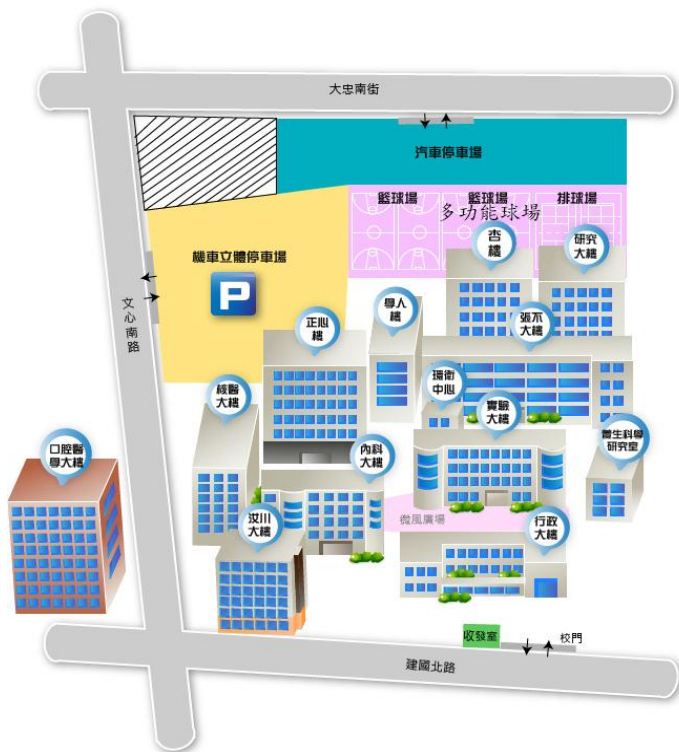 大忠南街
汽車停車場
籃球場
籃球場
排球場
多功能球場
機車立體停車場
P
文心南路
杏
樓
研究
大樓
學人
樓
正心
樓
張不
大樓
環衛
中心
實驗
大樓
核醫
大樓
口腔醫
學大樓
內科
大樓
善生科學
研究室
汶川
大樓
微風廣場
行政
大樓
收發室
校門
建國北路